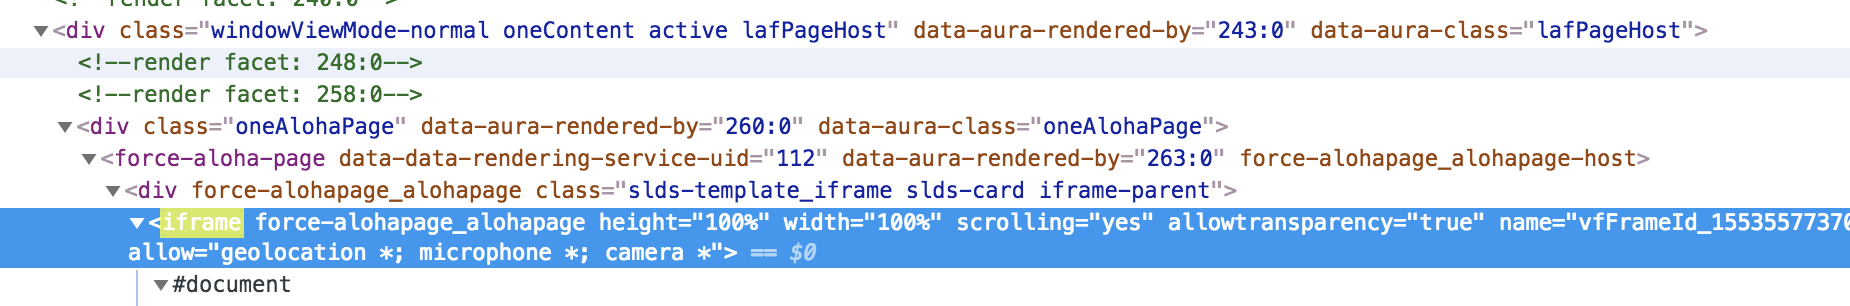 <!--render facet: 240:0-->
▼<div class="windowViewMode-normal oneContent active lafPageHost" data-aura-rendered-by="243:0" data-aura-class="lafPageHost">
<!--render facet: 248:0-->
<!--render facet: 258:0-->
▼<div class="oneAlohaPage" data-aura-rendered-by="260:0" data-aura-class="oneAlohaPage">
▼<force-aloha-page data-data-rendering-service-uid="112" data-aura-rendered-by="263:0" force-alohapage_alohapage-host>
▼<div force-alohapage_alohapage class="slds-template_iframe slds-card iframe-parent">
▼<iframe force-alohapage_alohapage height="100%" width="100%" scrolling="yes" allowtransparency="true" name="vfFrameId_15535577370
allow="geolocation *; microphone *; camera *"> == $0
▼#document